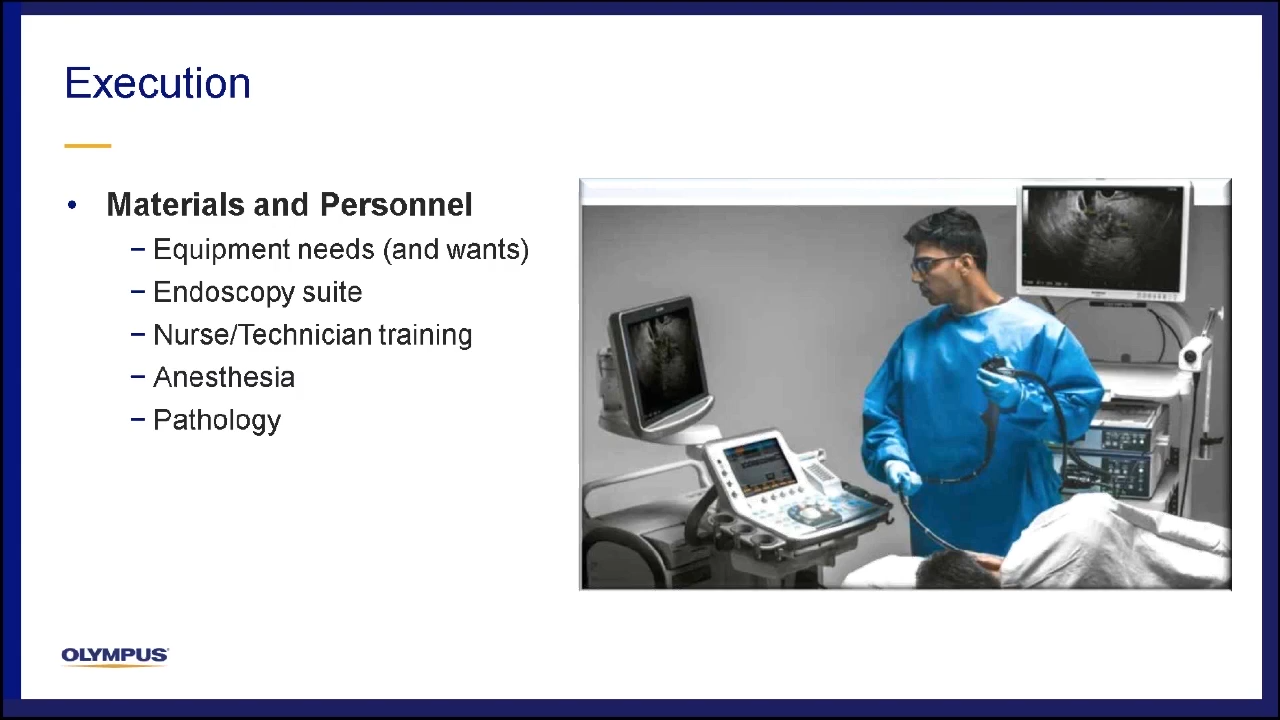 Execution
• Materials and Personnel
− Equipment needs (and wants)
− Endoscopy suite
− Nurse/Technician training
− Anesthesia
− Pathology
OLYMPUS